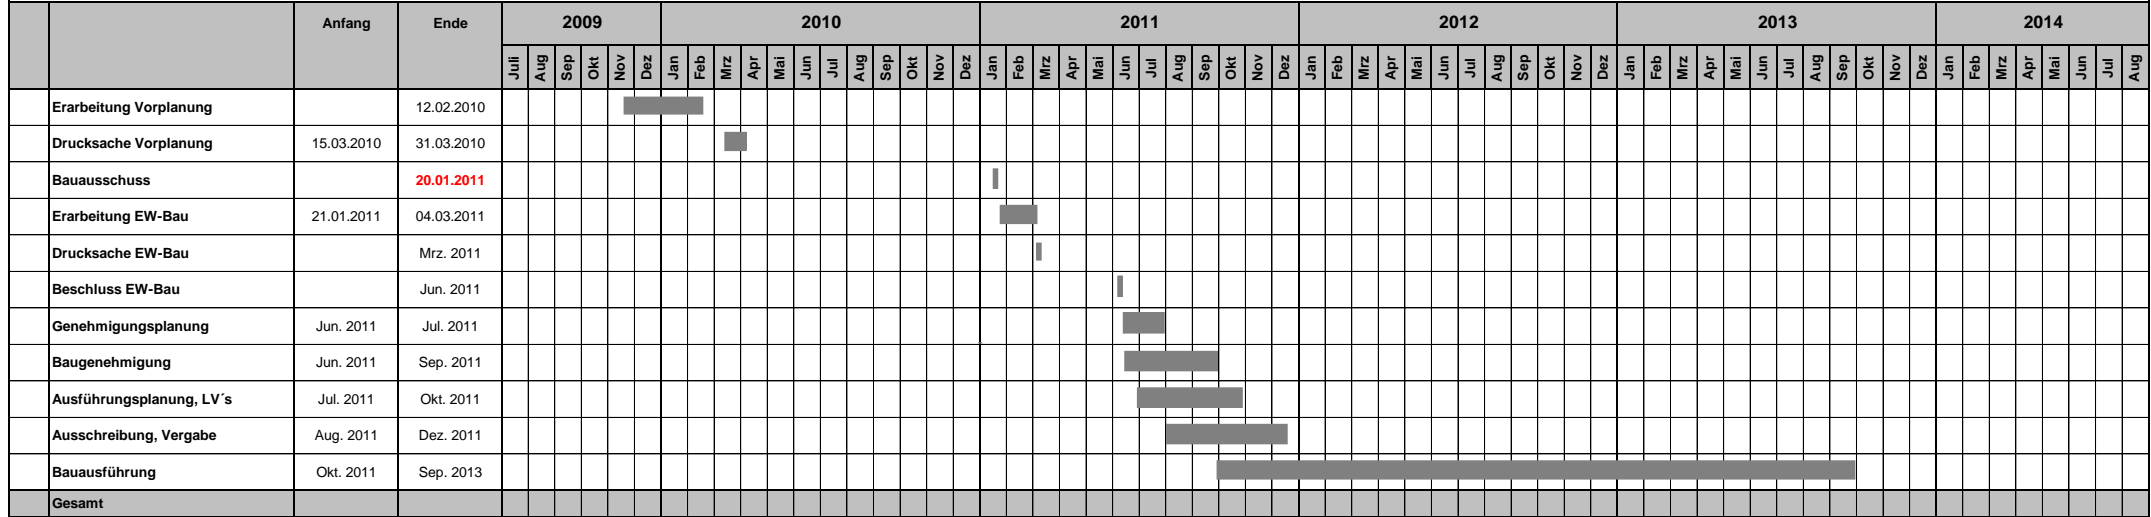 Anfang Ende 2009 2010 2011 2012 2013 2014
Juli Aug Sep Okt Nov Dez Jan Feb Mrz Apr Mai Jun Jul Aug Sep Okt Nov Dez Jan Feb Mrz Apr Mai Jun Jul Aug Sep Okt Nov Dez Jan Feb Mrz Apr Mai Jun Jul Aug Sep Okt Nov Dez Jan Feb Mrz Apr Mai Jun Jul Aug Sep Okt Nov Dez Jan Feb Mrz Apr Mai Jun Jul Aug
Erarbeitung Vorplanung 12.02.2010
Drucksache Vorplanung 15.03.2010 31.03.2010
Bauausschuss 20.01.2011
Erarbeitung EW-Bau 21.01.2011 04.03.2011
Drucksache EW-Bau Mrz. 2011
Beschluss EW-Bau Jun. 2011
Genehmigungsplanung Jun. 2011 Jul. 2011
Baugenehmigung Jun. 2011 Sep. 2011
Ausführungsplanung, LV´s Jul. 2011 Okt. 2011
Ausschreibung, Vergabe Aug. 2011 Dez. 2011
Bauausführung Okt. 2011 Sep. 2013
Gesamt